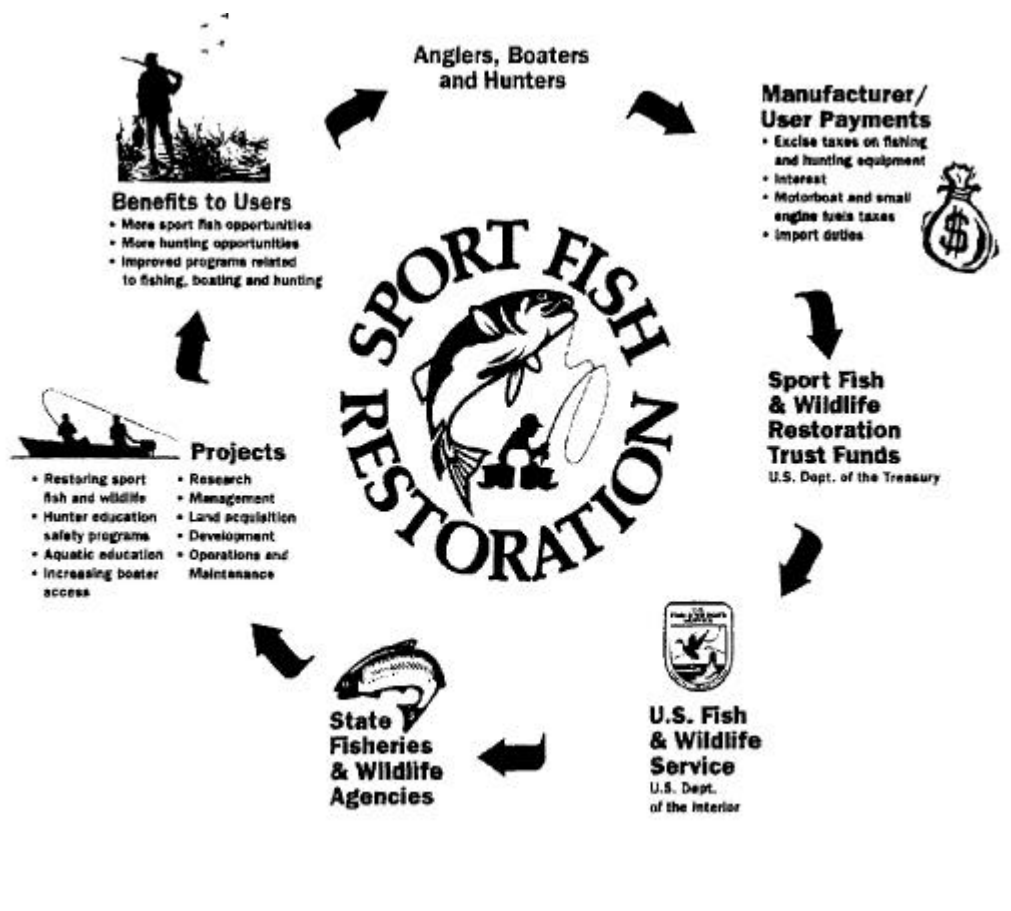 Anglers, Boaters
and Hunters
Manufacturer/
User Payments
• Excise taxes on fishing
and hunting equipment
• Interest
• Motorboat and small
engine fuels taxes
• Import duties
$
Sport Fish
& Wildlife
Restoration
Trust Funds
U.S. Dept. of the Treasury
U.S. Fish
& Wildlife
Service
U.S. Dept.
of the Interior
State
Fisheries
& Wildlife
Agencies
Projects
• Restoring sport
fish and wildlife
• Hunter education
safety programs
• Aquatic education
• Increasing boater
access
• Research
• Management
• Land acquisition
• Development
• Operations and
Maintenance
Benefits to Users
• More sport fish opportunities
• More hunting opportunities
• Improved programs related
to fishing, boating and hunting
SPORT FISH
RESTORATION